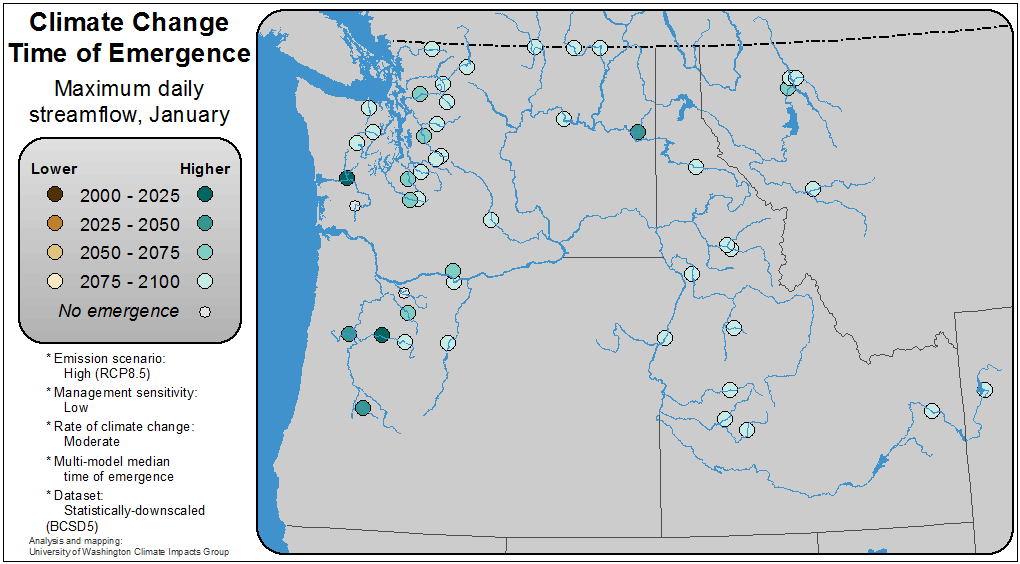 Climate Change
Time of Emergence
Maximum daily
streamflow, January
Lower Higher
2000 - 2025
2025 - 2050
2050 - 2075
2075 - 2100
No emergence
* Emission scenario:
High (RCP8.5)
* Management sensitivity:
Low
* Rate of climate change:
Moderate
* Multi-model median
time of emergence
* Dataset:
Statistically-downscaled
(BCSD5)
Analysis and mapping:
University of Washington Climate Impacts Group